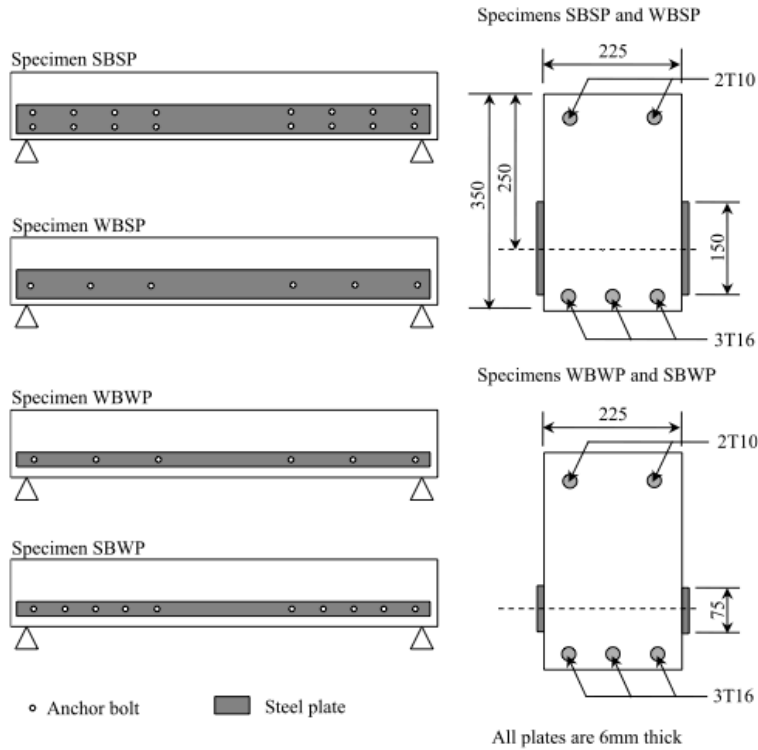 Specimen SBSP
Specimen WBSP
Specimen WBWP
Specimen SBWP
Anchor bolt
Steel plate
Specimens SBSP and WBSP
225
2T10
350
250
150
3T16
Specimens WBWP and SBWP
225
2T10
75
3T16
All plates are 6mm thick